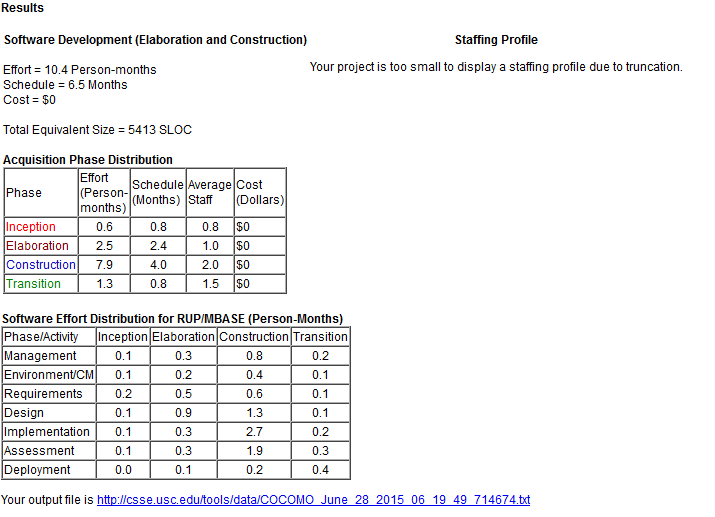 Results
Software Development (Elaboration and Construction) Staffing Profile
Effort = 10.4 Person-months
Schedule = 6.5 Months
Cost = $0
Your project is too small to display a staffing profile due to truncation.
Total Equivalent Size = 5413 SLOC
Acquisition Phase Distribution
Phase Effort (Person-months) Schedule (Months) Average Staff Cost (Dollars)
Inception 0.6 0.8 0.8 $0
Elaboration 2.5 2.4 1.0 $0
Construction 7.9 4.0 2.0 $0
Transition 1.3 0.8 1.5 $0
Software Effort Distribution for RUP/MBASE (Person-Months)
Phase/Activity Inception Elaboration Construction Transition
Management 0.1 0.3 0.8 0.2
Environment/CM 0.1 0.2 0.4 0.1
Requirements 0.2 0.5 0.6 0.1
Design 0.1 0.9 1.3 0.1
Implementation 0.1 0.3 2.7 0.2
Assessment 0.1 0.3 1.9 0.3
Deployment 0.0 0.1 0.2 0.4
Your output file is http://csse.usc.edu/tools/data/COCOMO_June_28_2015_06_19_49_714674.txt